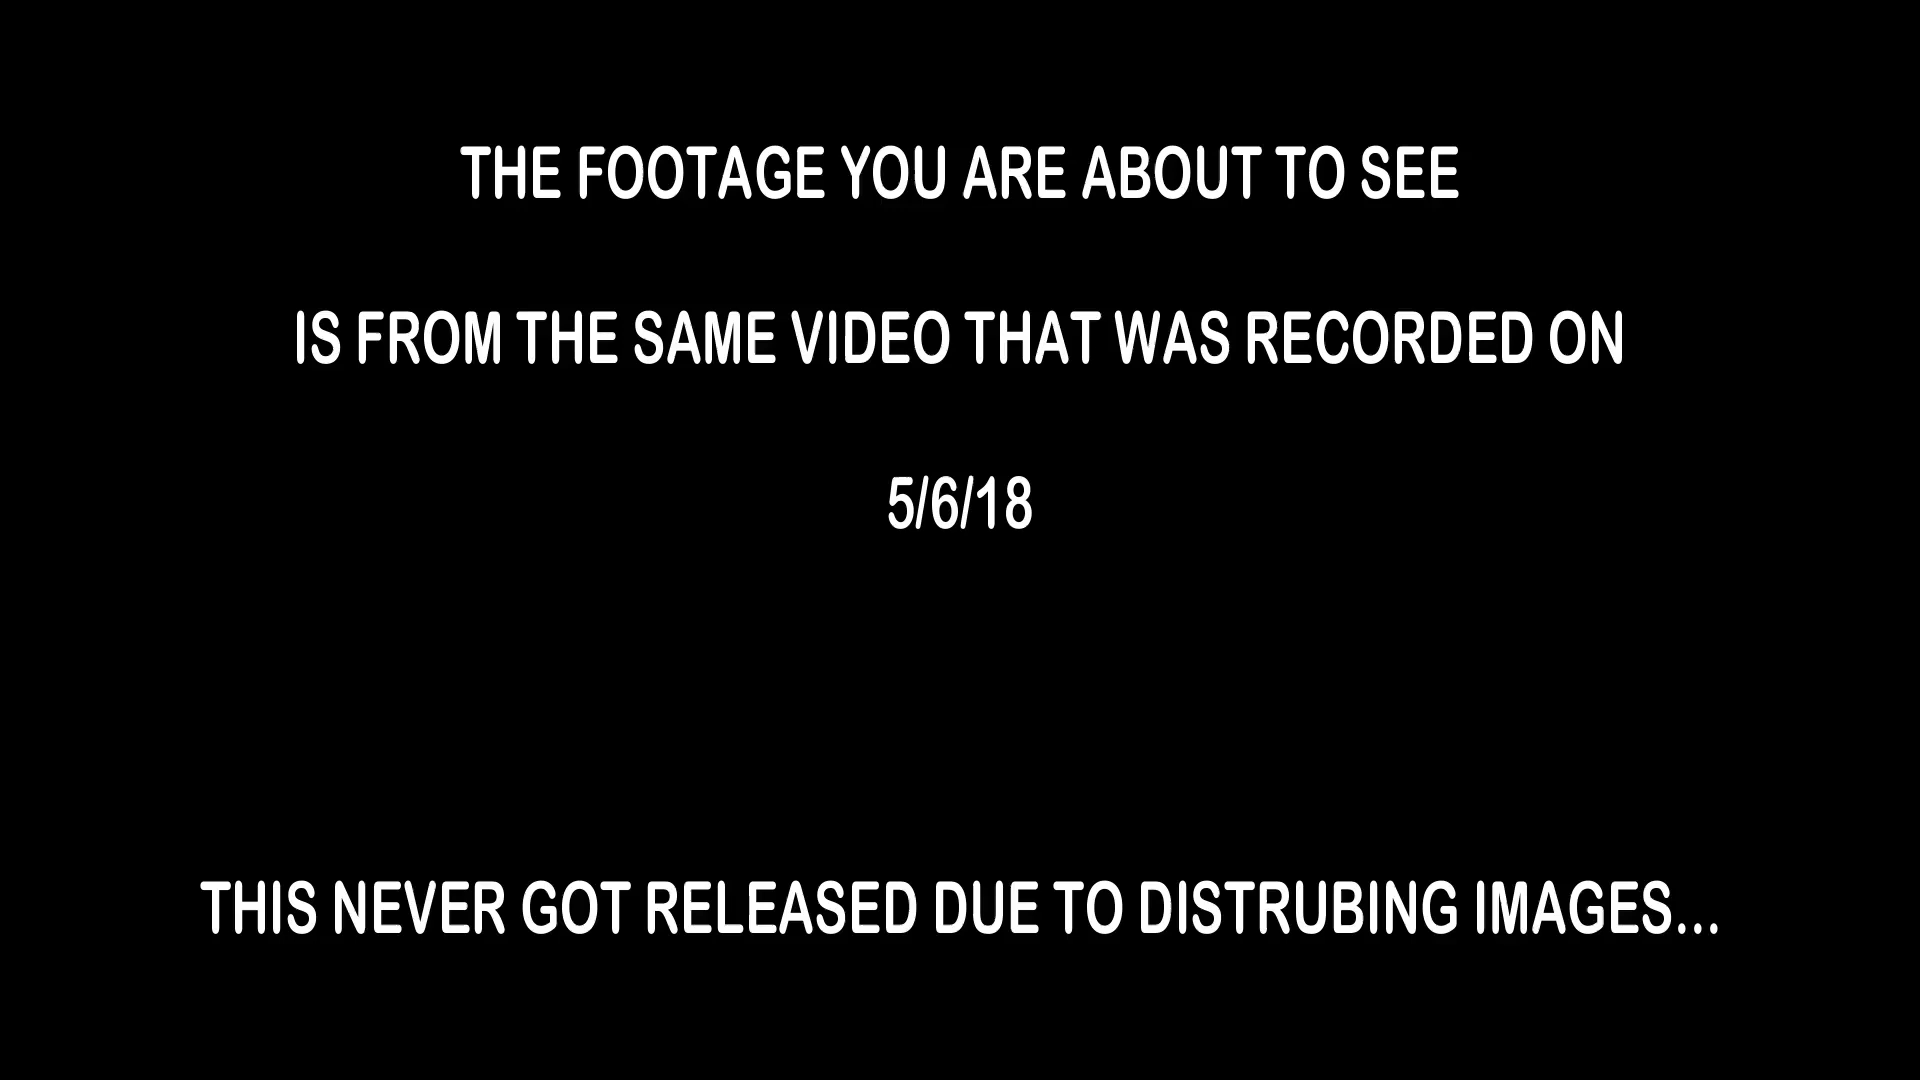 THE FOOTAGE YOU ARE ABOUT TO SEE
IS FROM THE SAME VIDEO THAT WAS RECORDED ON
5/6/18
THIS NEVER GOT RELEASED DUE TO DISTRUBING IMAGES...